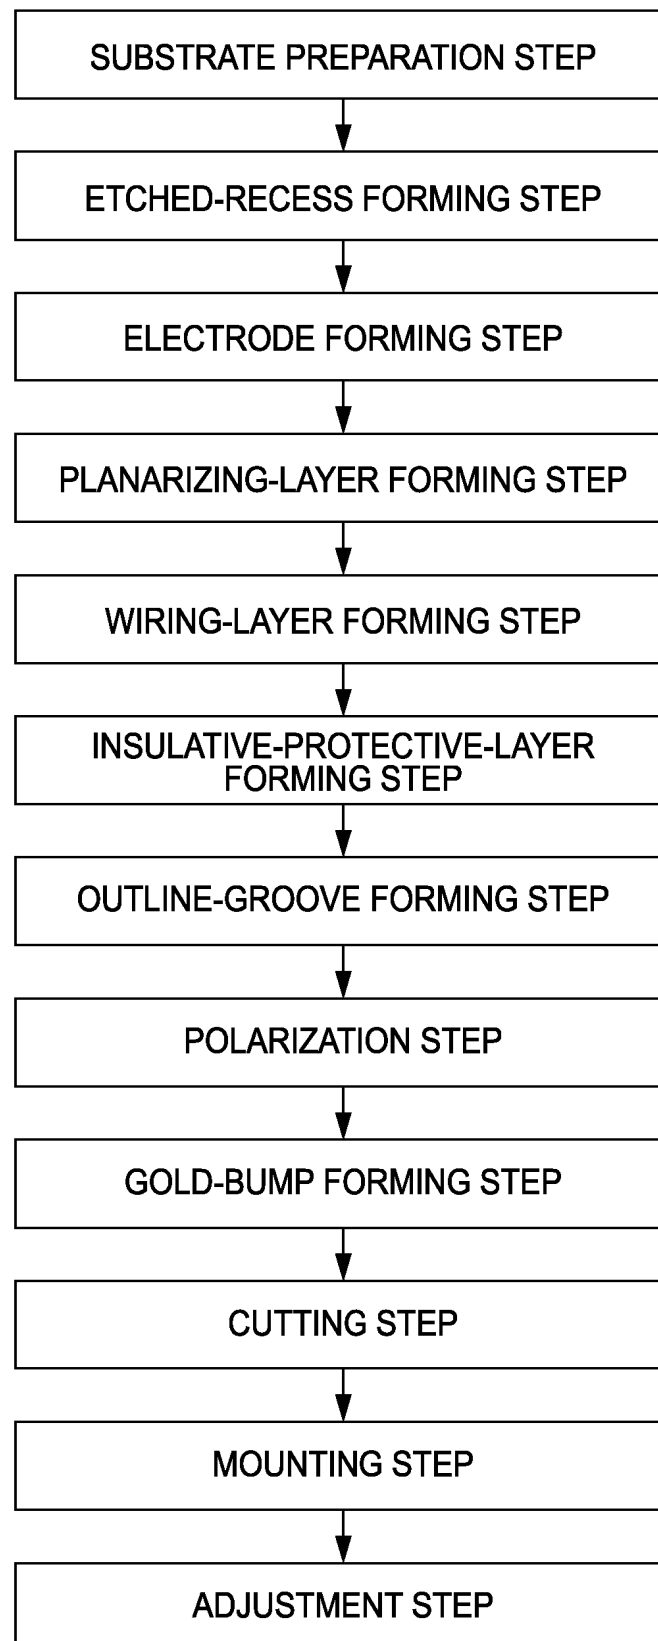 SUBSTRATE PREPARATION STEP
ETCHED-RECESS FORMING STEP
ELECTRODE FORMING STEP
PLANARIZING-LAYER FORMING STEP
WIRING-LAYER FORMING STEP
INSULATIVE-PROTECTIVE-LAYER
FORMING STEP
OUTLINE-GROOVE FORMING STEP
POLARIZATION STEP
GOLD-BUMP FORMING STEP
CUTTING STEP
MOUNTING STEP
ADJUSTMENT STEP